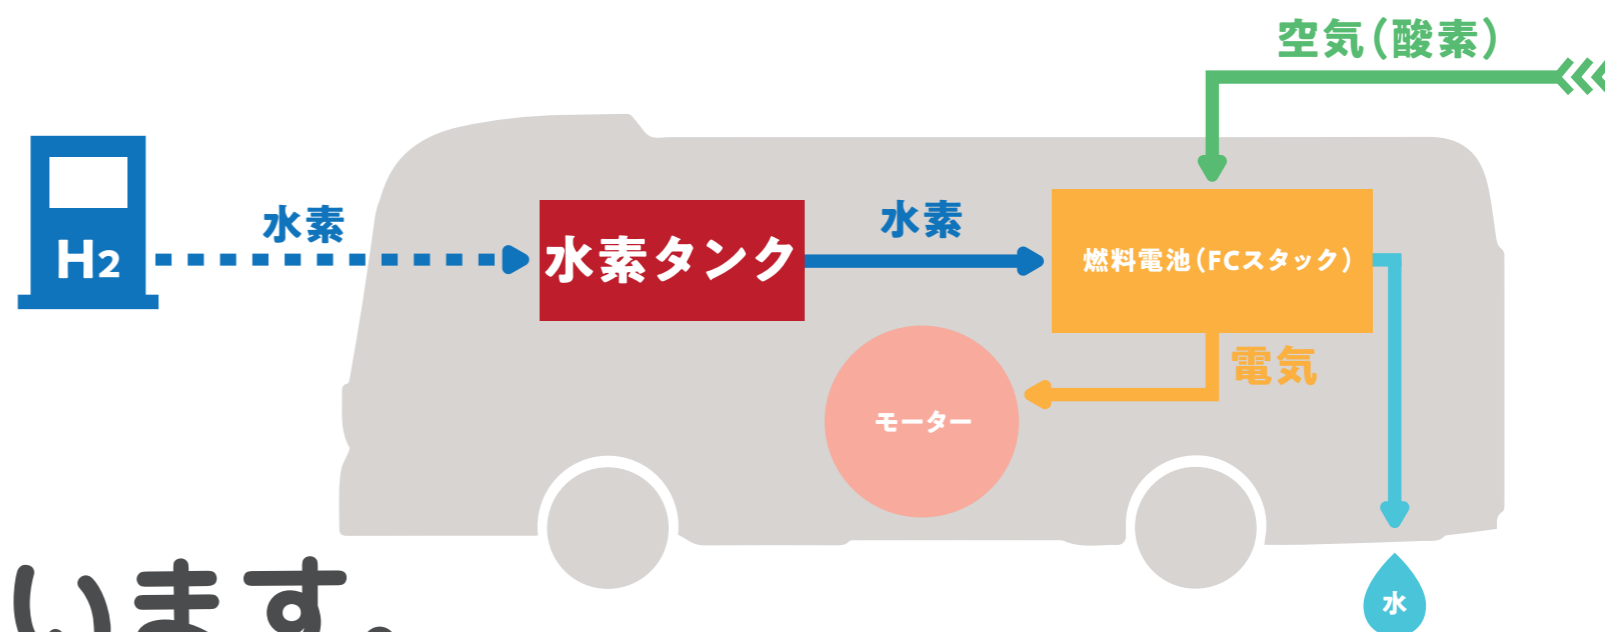 空気(酸素)
水素
水素
H2
水素タンク
燃料電池(FCスタック)
電気
モーター
水
います。